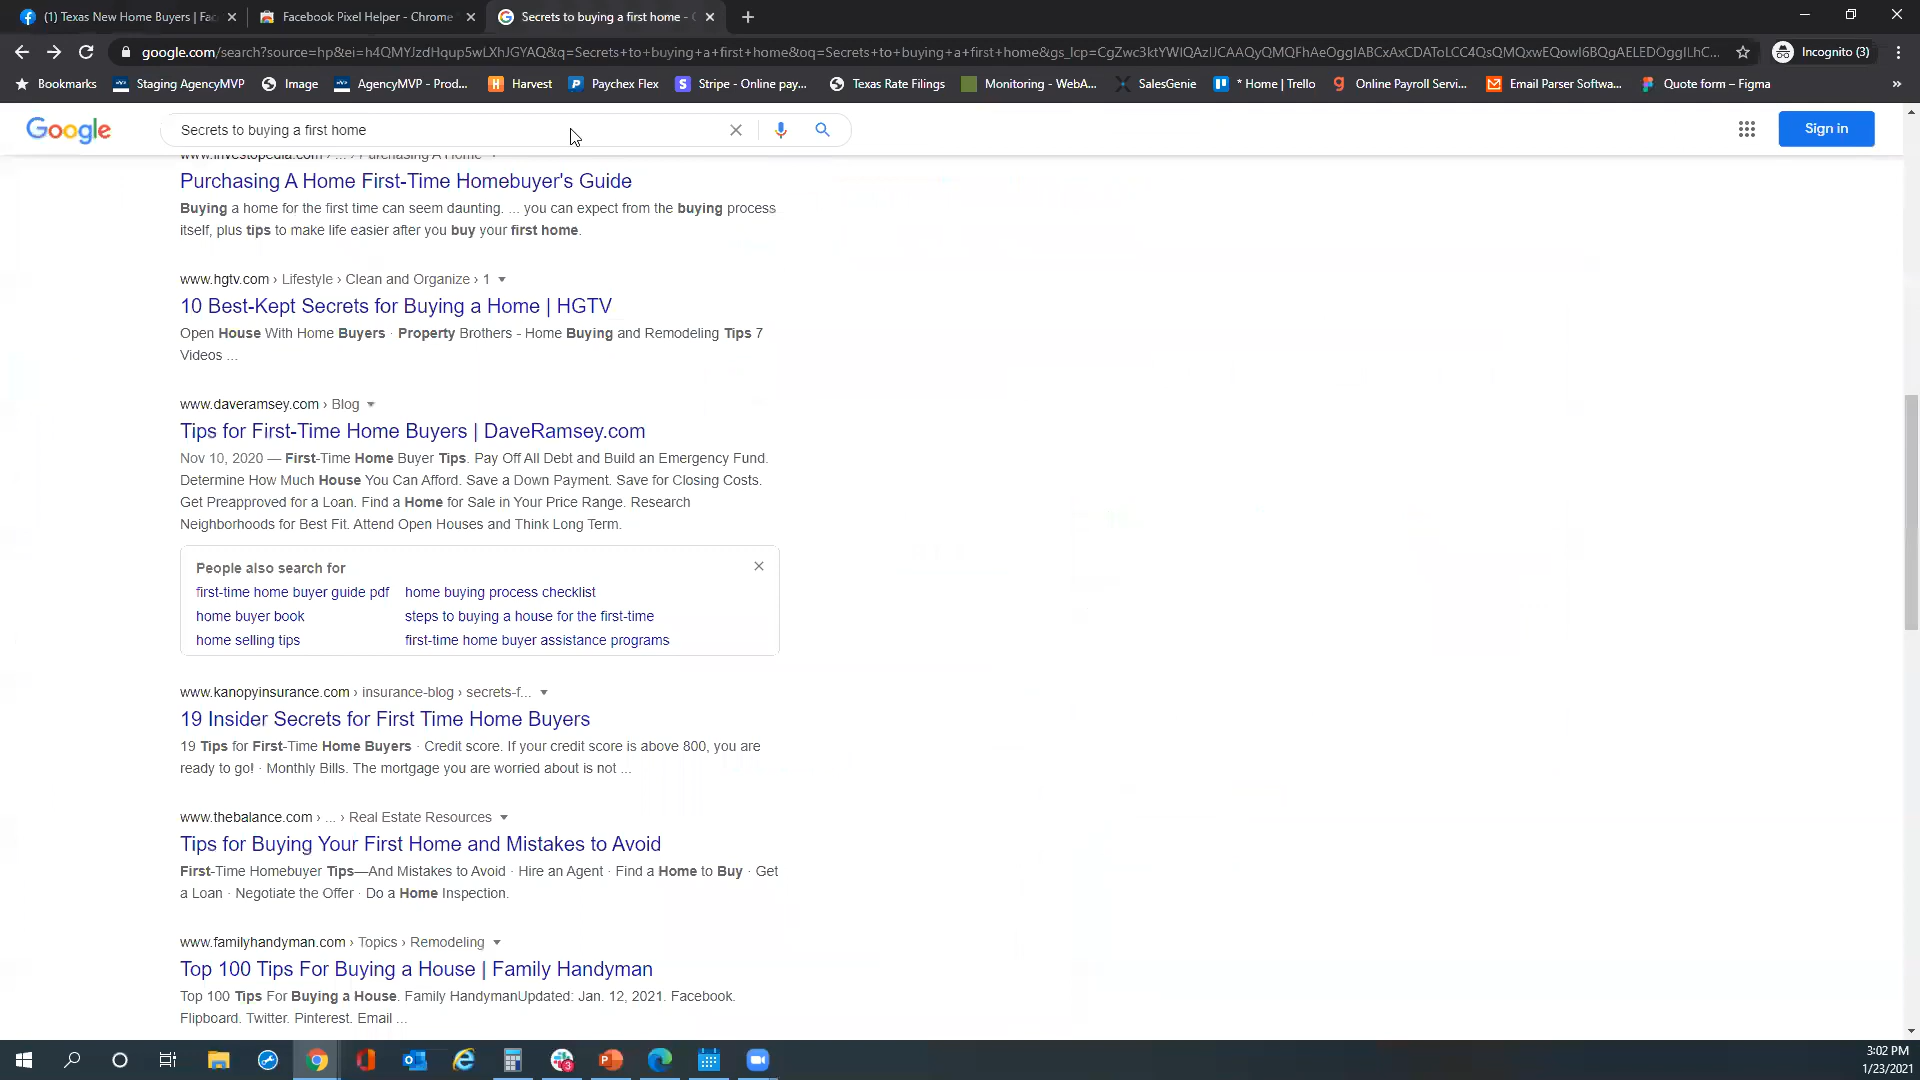 (1) Texas New Home Buyers | Fac
Facebook Pixel Helper - Chrome
Secrets to buying a first home -
google.com/search?source=hp&ei=h4QMYJzdHqup5wLXhJGYAQ&q=Secrets+to+buying+a+first+home&oq=Secrets+to+buying+a+first+home&gs_lcp=CgZwc3ktYWIQAzIJCAAQyQMQFhAeOggIABCxAxCDAToLCC4QsQMQxwEQowI6BQgAELEDOggILhC...
Incognito (3)
Bookmarks
Staging AgencyMVP
Image
AgencyMVP - Prod...
Harvest
Paychex Flex
Stripe - Online pay...
Texas Rate Filings
Monitoring - WebA...
SalesGenie
* Home | Trello
Online Payroll Servi...
Email Parser Softwa...
Quote form – Figma
»
Google
Secrets to buying a first home
Sign in
www.investopedia.com › ... › Purchasing A Home
Purchasing A Home First-Time Homebuyer's Guide
Buying a home for the first time can seem daunting. ... you can expect from the buying process
itself, plus tips to make life easier after you buy your first home.
www.hgtv.com › Lifestyle › Clean and Organize › 1
10 Best-Kept Secrets for Buying a Home | HGTV
Open House With Home Buyers · Property Brothers - Home Buying and Remodeling Tips 7
Videos ...
www.daveramsey.com › Blog
Tips for First-Time Home Buyers | DaveRamsey.com
Nov 10, 2020 — First-Time Home Buyer Tips. Pay Off All Debt and Build an Emergency Fund.
Determine How Much House You Can Afford. Save a Down Payment. Save for Closing Costs.
Get Preapproved for a Loan. Find a Home for Sale in Your Price Range. Research
Neighborhoods for Best Fit. Attend Open Houses and Think Long Term.
People also search for
first-time home buyer guide pdf
home buying process checklist
home buyer book
steps to buying a house for the first-time
home selling tips
first-time home buyer assistance programs
www.kanopyinsurance.com › insurance-blog › secrets-f...
19 Insider Secrets for First Time Home Buyers
19 Tips for First-Time Home Buyers · Credit score. If your credit score is above 800, you are
ready to go! · Monthly Bills. The mortgage you are worried about is not ...
www.thebalance.com › ... › Real Estate Resources
Tips for Buying Your First Home and Mistakes to Avoid
First-Time Homebuyer Tips—And Mistakes to Avoid · Hire an Agent · Find a Home to Buy · Get
a Loan · Negotiate the Offer · Do a Home Inspection.
www.familyhandyman.com › Topics › Remodeling
Top 100 Tips For Buying a House | Family Handyman
Top 100 Tips For Buying a House. Family HandymanUpdated: Jan. 12, 2021. Facebook.
Flipboard. Twitter. Pinterest. Email ...
3:02 PM
1/23/2021